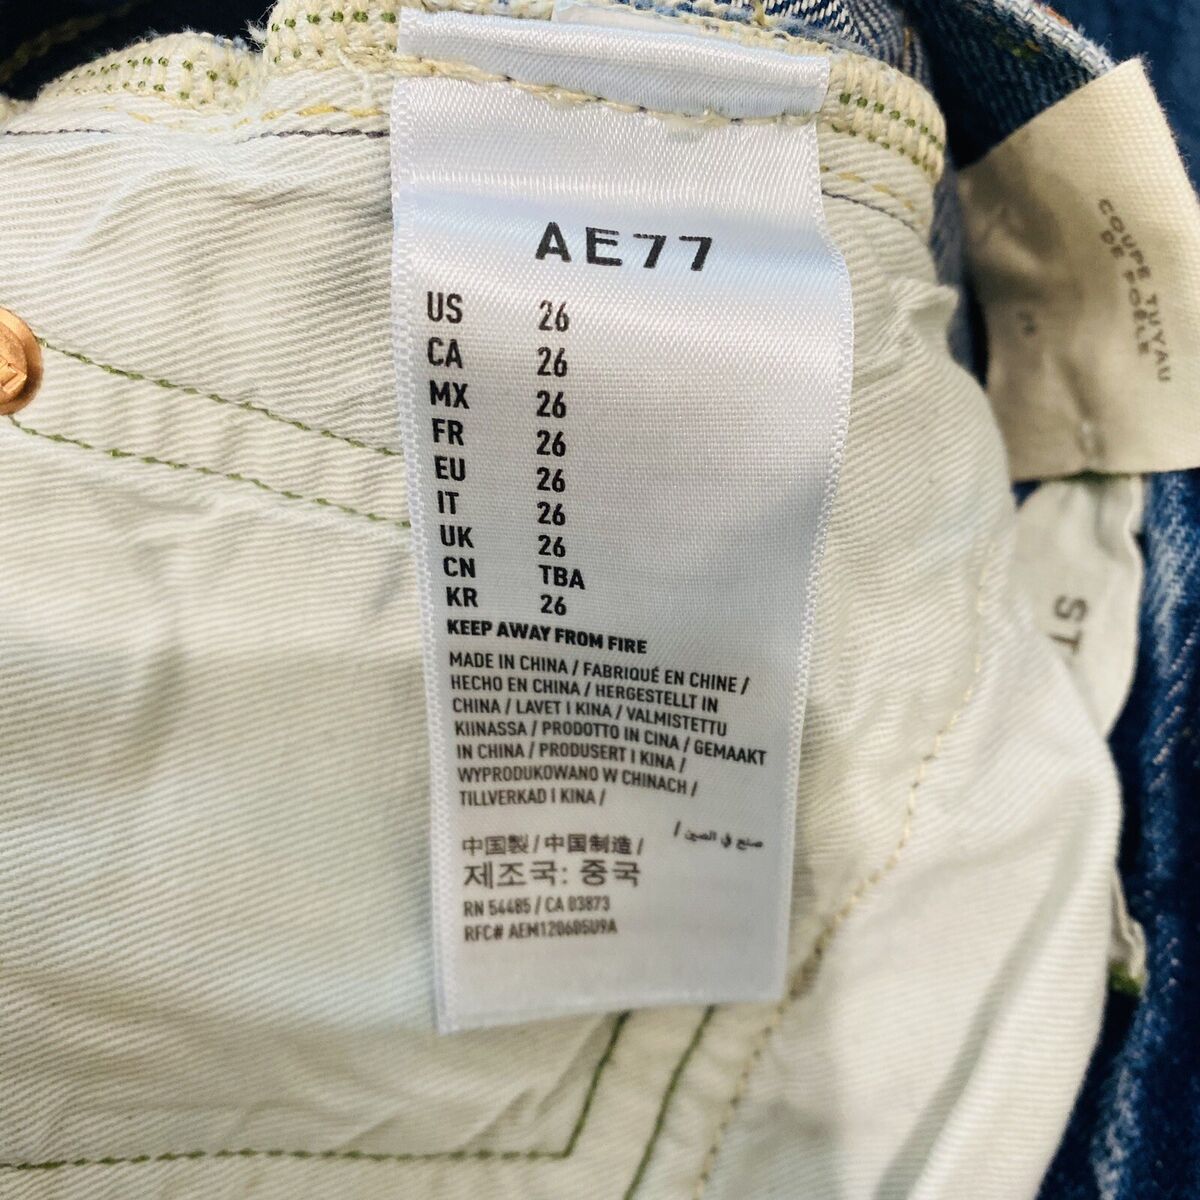 AE77
US 26
CA 26
MX 26
FR 26
EU 26
IT 26
UK 26
CN TBA
KR 26
KEEP AWAY FROM FIRE
MADE IN CHINA / FABRIQUÉ EN CHINE /
HECHO EN CHINA / HERGESTELLT IN
CHINA / LAVET I KINA / VALMISTETTU
KIINASSA / PRODOTTO IN CINA / GEMAAKT
IN CHINA / PRODUSERT I KINA /
WYPRODUKOWANO W CHINACH /
TILLVERKAD I KINA /
صنع في الصين /
中国製 / 中国制造 /
제조국: 중국
RN 54485 / CA 03873
RFC# AEM120605U9A
COUPE TUYAU
DE POÊLE
ST